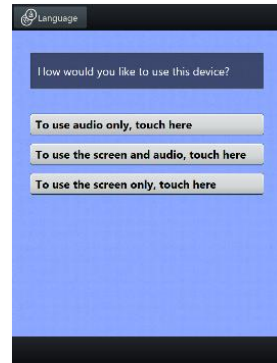 Language
How would you like to use this device?
To use audio only, touch here
To use the screen and audio, touch here
To use the screen only, touch here